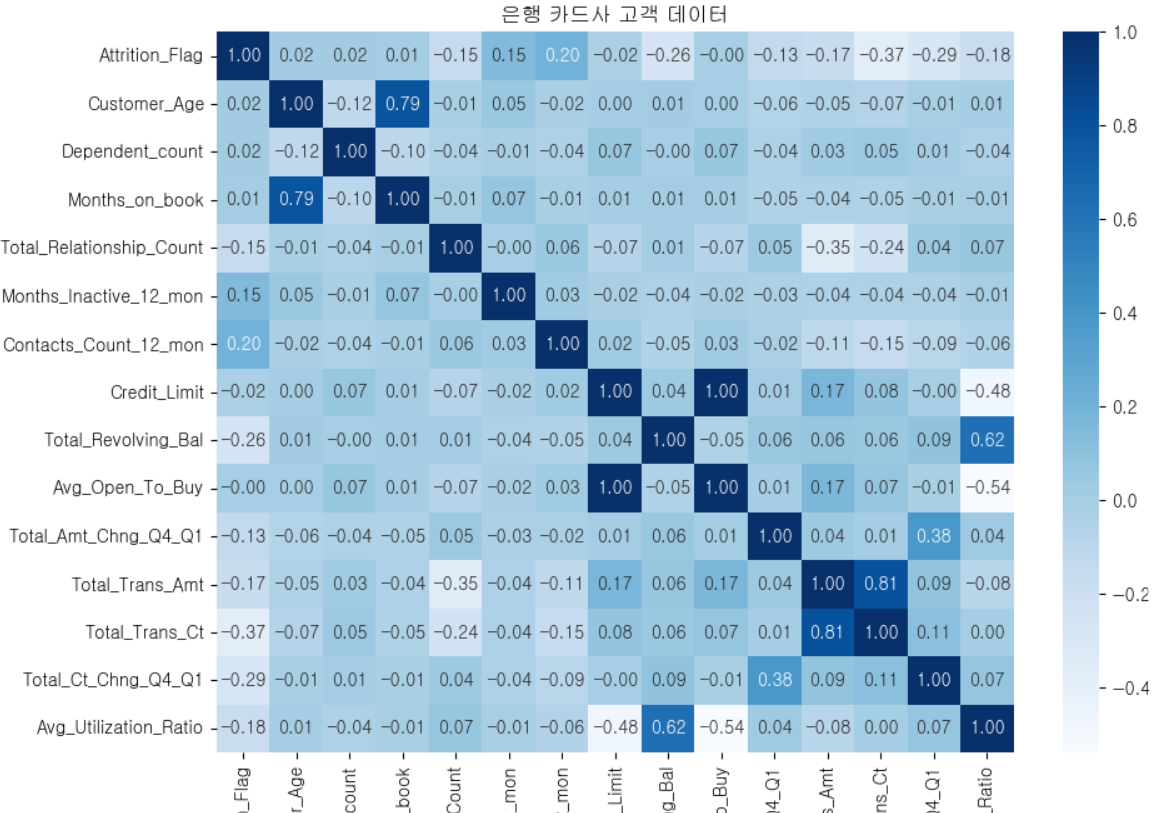 은행 카드사 고객 데이터
Attrition_Flag 1.00 0.02 0.02 0.01 −0.15 0.15 0.20 −0.02 −0.26 −0.00 −0.13 −0.17 −0.37 −0.29 −0.18
Customer_Age 0.02 1.00 −0.12 0.79 −0.01 0.05 −0.02 0.00 0.01 0.00 −0.06 −0.05 −0.07 −0.01 0.01
Dependent_count 0.02 −0.12 1.00 −0.10 −0.04 −0.01 −0.04 0.07 −0.00 0.07 −0.04 0.03 0.05 0.01 −0.04
Months_on_book 0.01 0.79 −0.10 1.00 −0.01 0.07 −0.01 0.01 0.01 0.01 −0.05 −0.04 −0.05 −0.01 −0.01
Total_Relationship_Count −0.15 −0.01 −0.04 −0.01 1.00 −0.00 0.06 −0.07 0.01 −0.07 0.05 −0.35 −0.24 0.04 0.07
Months_Inactive_12_mon 0.15 0.05 −0.01 0.07 −0.00 1.00 0.03 −0.02 −0.04 −0.02 −0.03 −0.04 −0.04 −0.04 −0.01
Contacts_Count_12_mon 0.20 −0.02 −0.04 −0.01 0.06 0.03 1.00 0.02 −0.05 0.03 −0.02 −0.11 −0.15 −0.09 −0.06
Credit_Limit −0.02 0.00 0.07 0.01 −0.07 −0.02 0.02 1.00 0.04 1.00 0.01 0.17 0.08 −0.00 −0.48
Total_Revolving_Bal −0.26 0.01 −0.00 0.01 0.01 −0.04 −0.05 0.04 1.00 −0.05 0.06 0.06 0.06 0.09 0.62
Avg_Open_To_Buy −0.00 0.00 0.07 0.01 −0.07 −0.02 0.03 1.00 −0.05 1.00 0.01 0.17 0.07 −0.01 −0.54
Total_Amt_Chng_Q4_Q1 −0.13 −0.06 −0.04 −0.05 0.05 −0.03 −0.02 0.01 0.06 0.01 1.00 0.04 0.01 0.38 0.04
Total_Trans_Amt −0.17 −0.05 0.03 −0.04 −0.35 −0.04 −0.11 0.17 0.06 0.17 0.04 1.00 0.81 0.09 −0.08
Total_Trans_Ct −0.37 −0.07 0.05 −0.05 −0.24 −0.04 −0.15 0.08 0.06 0.07 0.01 0.81 1.00 0.11 0.00
Total_Ct_Chng_Q4_Q1 −0.29 −0.01 0.01 −0.01 0.04 −0.04 −0.09 −0.00 0.09 −0.01 0.38 0.09 0.11 1.00 0.07
Avg_Utilization_Ratio −0.18 0.01 −0.04 −0.01 0.07 −0.01 −0.06 −0.48 0.62 −0.54 0.04 −0.08 0.00 0.07 1.00
_Flag
r_Age
count
_book
Count
_mon
_mon
_Limit
g_Bal
_Buy
Q4_Q1
s_Amt
ns_Ct
Q4_Q1
_Ratio
1.0
0.8
0.6
0.4
0.2
0.0
−0.2
−0.4